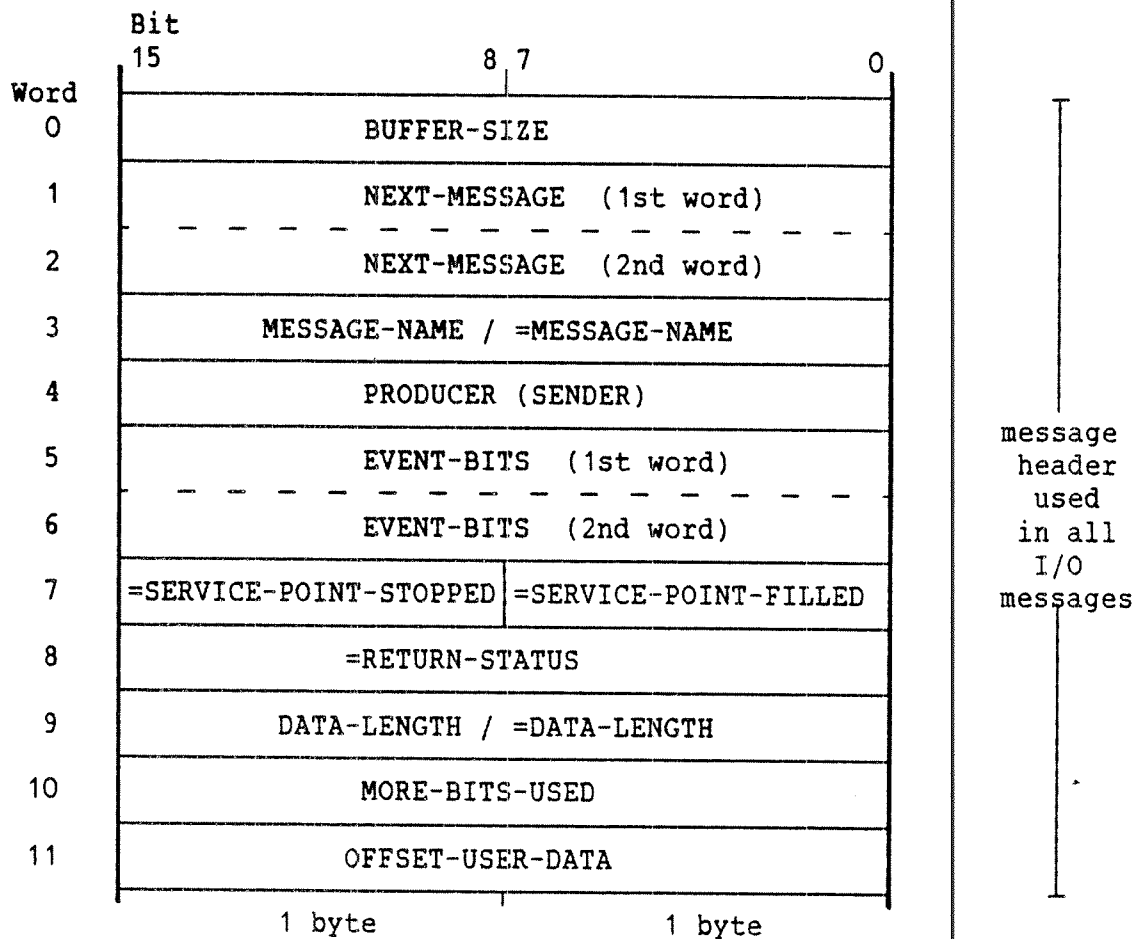 Bit
15 8 7 0
Word
0 BUFFER-SIZE
1 NEXT-MESSAGE (1st word)
2 NEXT-MESSAGE (2nd word)
3 MESSAGE-NAME / =MESSAGE-NAME
4 PRODUCER (SENDER)
5 EVENT-BITS (1st word)
6 EVENT-BITS (2nd word)
7 =SERVICE-POINT-STOPPED =SERVICE-POINT-FILLED
8 =RETURN-STATUS
9 DATA-LENGTH / =DATA-LENGTH
10 MORE-BITS-USED
11 OFFSET-USER-DATA
1 byte 1 byte
message
header
used
in all
I/O
messages